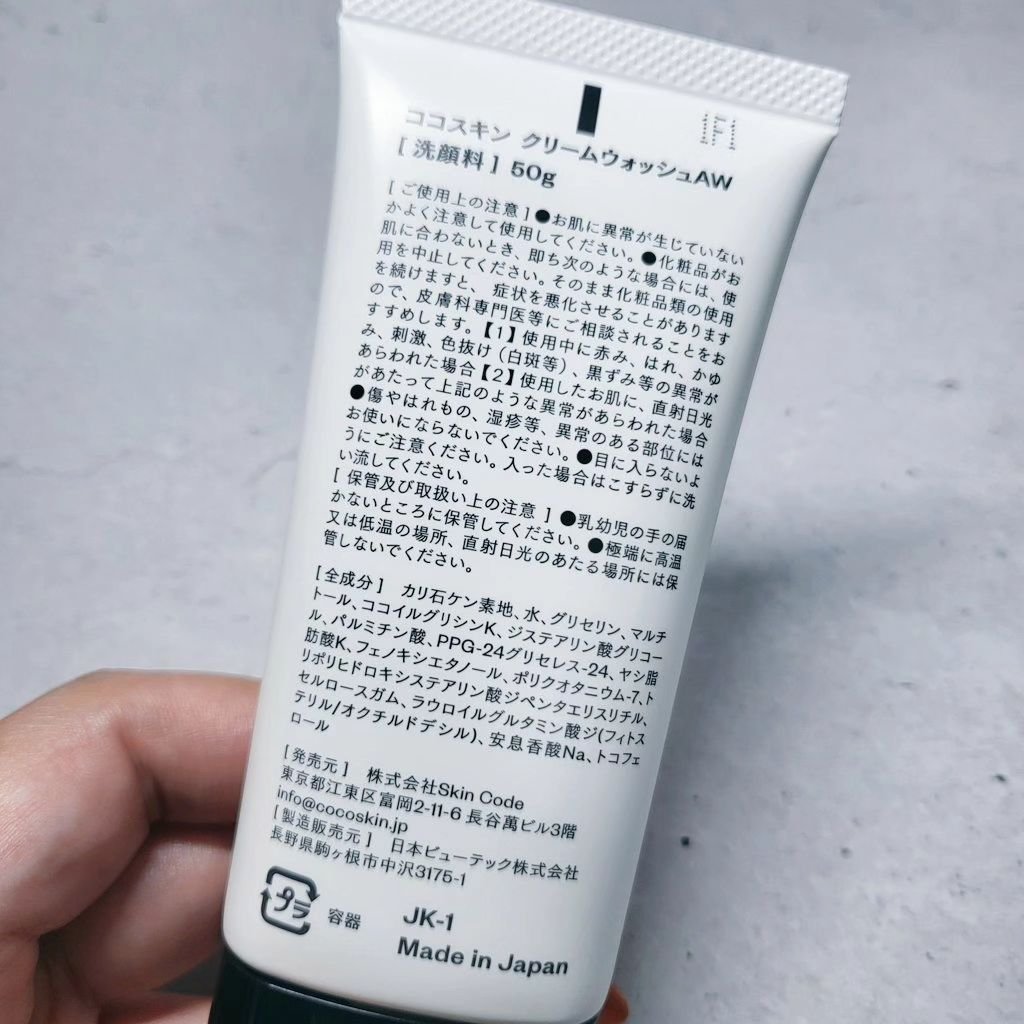 1F1
ココスキン クリームウォッシュAW
[ 洗顔料 ] 50g
[ ご使用上の注意 ] ●お肌に異常が生じていない
かよく注意して使用してください。●化粧品がお
肌に合わないとき、即ち次のような場合には、使
用を中止してください。そのまま化粧品類の使用
を続けますと、症状を悪化させることがあります
ので、皮膚科専門医等にご相談されることをお
すすめします。【1】使用中に赤み、はれ、かゆ
み、刺激、色抜け（白斑等）、黒ずみ等の異常が
あらわれた場合【2】使用したお肌に、直射日光
があたって上記のような異常があらわれた場合
●傷やはれもの、湿疹等、異常のある部位には
お使いにならないでください。●目に入らないよ
うにご注意ください。入った場合はこすらずに洗
い流してください。
[ 保管及び取扱い上の注意 ] ●乳幼児の手の届
かないところに保管してください。●極端に高温
又は低温の場所、直射日光のあたる場所には保
管しないでください。
[ 全成分 ] カリ石ケン素地、水、グリセリン、マルチ
トール、ココイルグリシンK、ジステアリン酸グリコー
ル、パルミチン酸、PPG-24グリセレス-24、ヤシ脂
肪酸K、フェノキシエタノール、ポリクオタニウム-7、ト
リポリヒドロキシステアリン酸ジペンタエリスリチル、
セルロースガム、ラウロイルグルタミン酸ジ(フィトス
テリル/オクチルドデシル)、安息香酸Na、トコフェ
ロール
[ 発売元 ] 株式会社Skin Code
東京都江東区富岡2-11-6 長谷萬ビル3階
info@cocoskin.jp
[ 製造販売元 ] 日本ビューテック株式会社
長野県駒ヶ根市中沢3175-1
プラ 容器 JK-1
Made in Japan